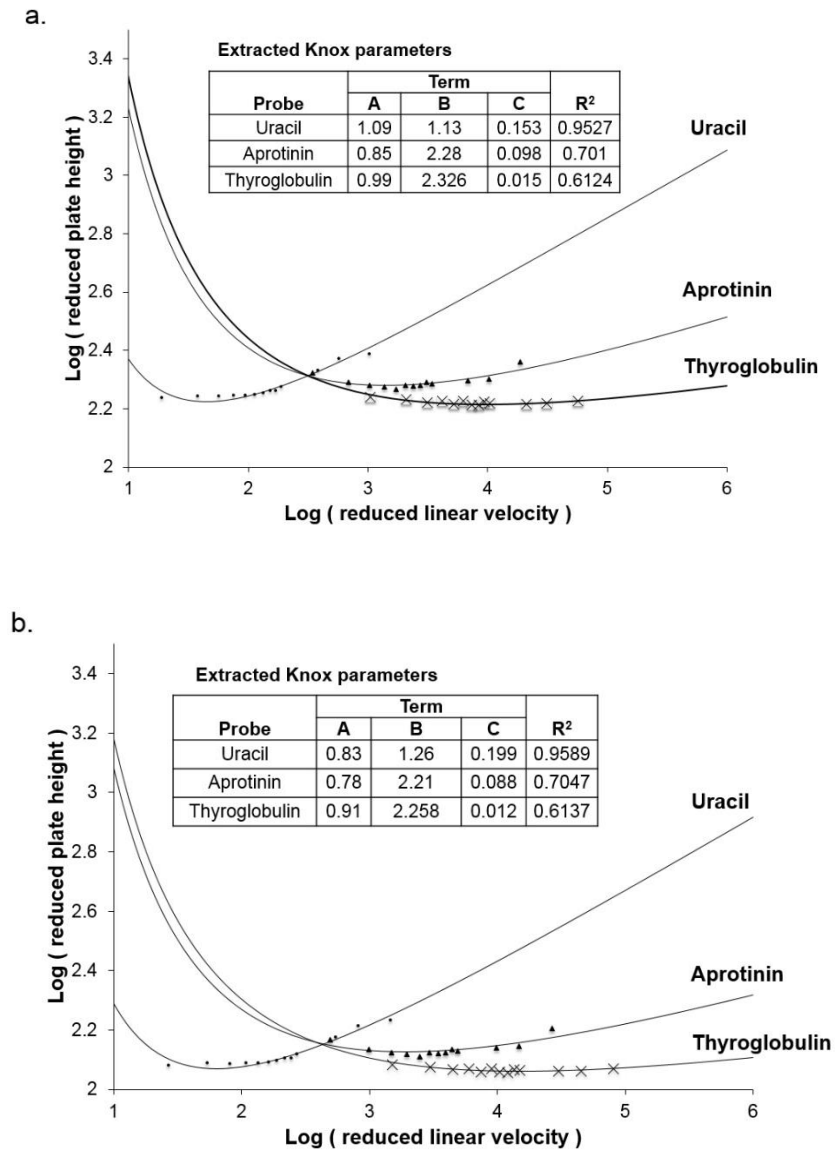 a.
Extracted Knox parameters
Term
Probe A B C R²
Uracil 1.09 1.13 0.153 0.9527
Aprotinin 0.85 2.28 0.098 0.701
Thyroglobulin 0.99 2.326 0.015 0.6124
Uracil
Aprotinin
Thyroglobulin
3.4
3.2
3
2.8
2.6
2.4
2.2
2
Log ( reduced plate height )
1 2 3 4 5 6
Log ( reduced linear velocity )
b.
Extracted Knox parameters
Term
Probe A B C R²
Uracil 0.83 1.26 0.199 0.9589
Aprotinin 0.78 2.21 0.088 0.7047
Thyroglobulin 0.91 2.258 0.012 0.6137
Uracil
Aprotinin
Thyroglobulin
3.4
3.2
3
2.8
2.6
2.4
2.2
2
Log ( reduced plate height )
1 2 3 4 5 6
Log ( reduced linear velocity )